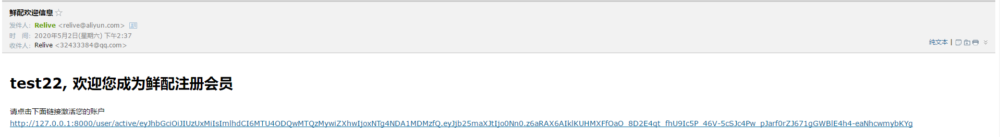 鲜配欢迎信息☆
发件人：Relive <relive@aliyun.com>
时 间：2020年5月2日(星期六) 下午2:37
收件人：Relive <32433384@qq.com>
纯文本 |
test22, 欢迎您成为鲜配注册会员
请点击下面链接激活您的账户
http://127.0.0.1:8000/user/active/eyJhbGciOiJIUzUxMiIsImlhdCI6MTU4ODQwMTQzMywiZXhwIjoxNTg4NDA1MDMzfQ.eyJjb25maXJtIjo0Nn0.z6aRAX6AIklKUHMXFfOaO_8D2E4qt_fhU9Ic5P_46V-5cSJc4Pw_pJarf0rZJ671gGWBlE4h4-eaNhcwmybKYg